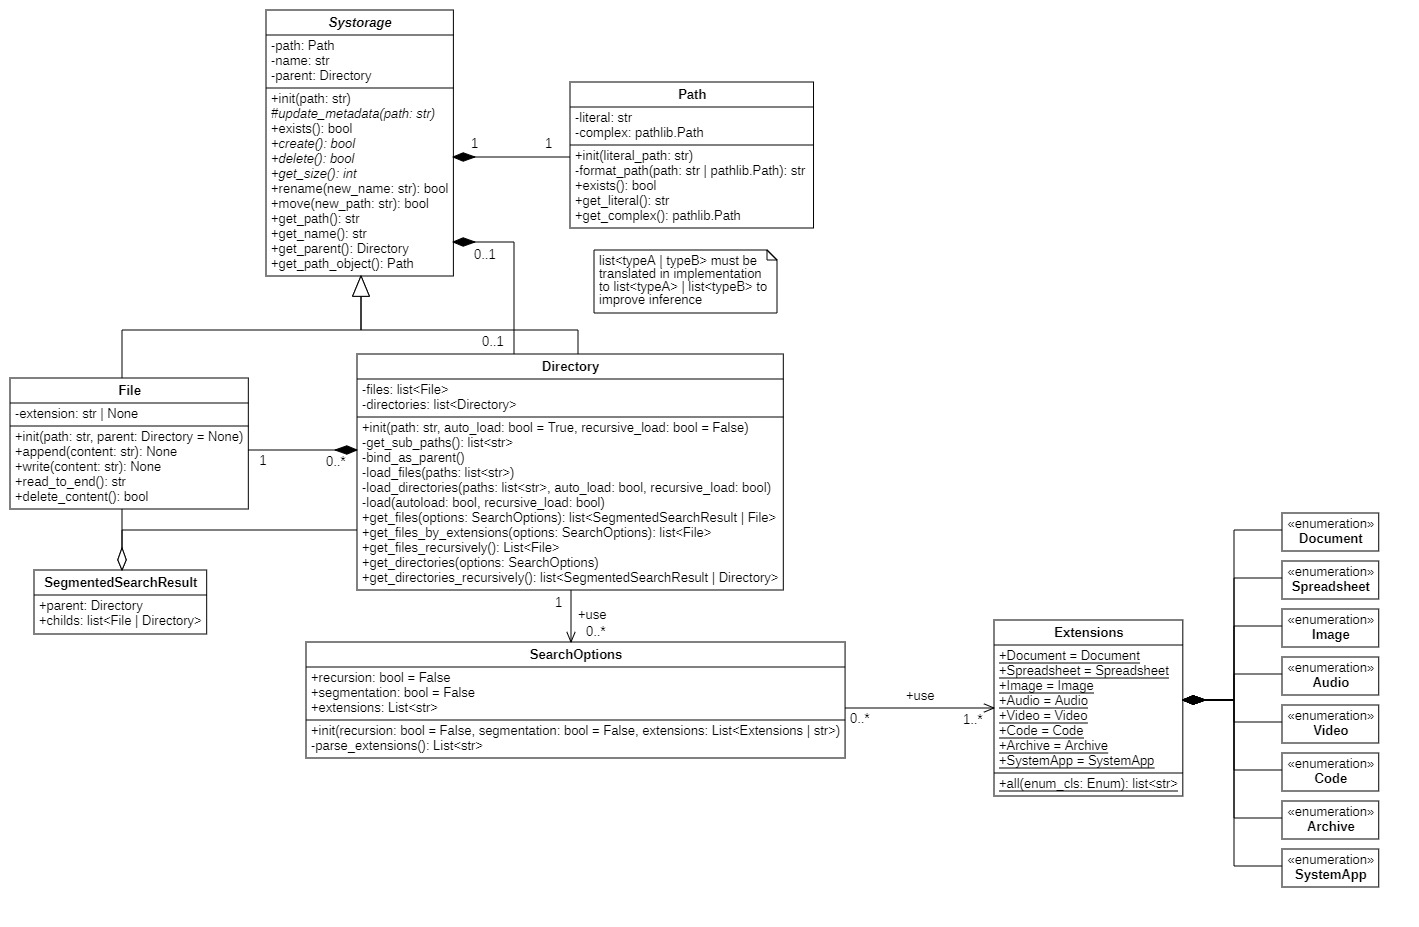 Systorage
-path: Path
-name: str
-parent: Directory
+init(path: str)
#update_metadata(path: str)
+exists(): bool
+create(): bool
+delete(): bool
+get_size(): int
+rename(new_name: str): bool
+move(new_path: str): bool
+get_path(): str
+get_name(): str
+get_parent(): Directory
+get_path_object(): Path
1
1
Path
-literal: str
-complex: pathlib.Path
+init(literal_path: str)
-format_path(path: str | pathlib.Path): str
+exists(): bool
+get_literal(): str
+get_complex(): pathlib.Path
0..1
0..1
list<typeA | typeB> must be
translated in implementation
to list<typeA> | list<typeB> to
improve inference
File
-extension: str | None
+init(path: str, parent: Directory = None)
+append(content: str): None
+write(content: str): None
+read_to_end(): str
+delete_content(): bool
1
0..*
Directory
-files: list<File>
-directories: list<Directory>
+init(path: str, auto_load: bool = True, recursive_load: bool = False)
-get_sub_paths(): list<str>
-bind_as_parent()
-load_files(paths: list<str>)
-load_directories(paths: list<str>, auto_load: bool, recursive_load: bool)
-load(autoload: bool, recursive_load: bool)
+get_files(options: SearchOptions): list<SegmentedSearchResult | File>
+get_files_by_extensions(options: SearchOptions): list<File>
+get_files_recursively(): List<File>
+get_directories(options: SearchOptions)
+get_directories_recursively(): list<SegmentedSearchResult | Directory>
SegmentedSearchResult
+parent: Directory
+childs: list<File | Directory>
1
+use
0..*
SearchOptions
+recursion: bool = False
+segmentation: bool = False
+extensions: List<str>
+init(recursion: bool = False, segmentation: bool = False, extensions: List<Extensions | str>)
-parse_extensions(): List<str>
+use
0..*
1..*
Extensions
+Document = Document
+Spreadsheet = Spreadsheet
+Image = Image
+Audio = Audio
+Video = Video
+Code = Code
+Archive = Archive
+SystemApp = SystemApp
+all(enum_cls: Enum): list<str>
«enumeration»
Document
«enumeration»
Spreadsheet
«enumeration»
Image
«enumeration»
Audio
«enumeration»
Video
«enumeration»
Code
«enumeration»
Archive
«enumeration»
SystemApp